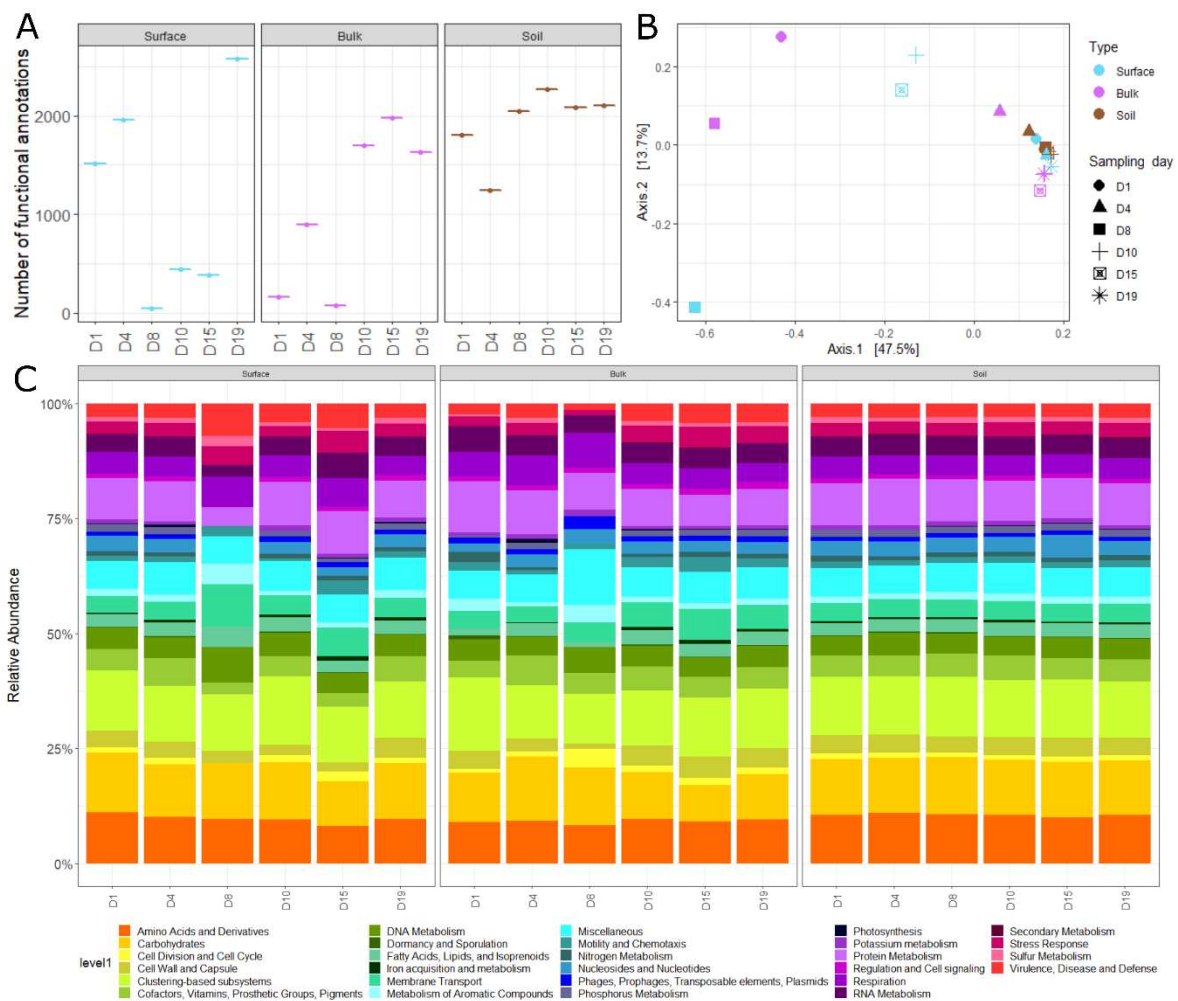 A
Surface
Bulk
Soil
Number of functional annotations
2000
1000
0
D1
D4
D8
D10
D15
D19
D1
D4
D8
D10
D15
D19
D1
D4
D8
D10
D15
D19
B
Axis.2 [13.7%]
0.2
0.0
-0.2
-0.4
-0.6
-0.4
-0.2
0.0
0.2
Axis.1 [47.5%]
Type
Surface
Bulk
Soil
Sampling day
D1
D4
D8
D10
D15
D19
C
Surface
Bulk
Soil
Relative Abundance
100%
75%
50%
25%
0%
D1
D4
D8
D10
D15
D19
D1
D4
D8
D10
D15
D19
D1
D4
D8
D10
D15
D19
level1
Amino Acids and Derivatives
Carbohydrates
Cell Division and Cell Cycle
Cell Wall and Capsule
Clustering-based subsystems
Cofactors, Vitamins, Prosthetic Groups, Pigments
DNA Metabolism
Dormancy and Sporulation
Fatty Acids, Lipids, and Isoprenoids
Iron acquisition and metabolism
Membrane Transport
Metabolism of Aromatic Compounds
Miscellaneous
Motility and Chemotaxis
Nitrogen Metabolism
Nucleosides and Nucleotides
Phages, Prophages, Transposable elements, Plasmids
Phosphorus Metabolism
Photosynthesis
Potassium metabolism
Protein Metabolism
Regulation and Cell signaling
Respiration
RNA Metabolism
Secondary Metabolism
Stress Response
Sulfur Metabolism
Virulence, Disease and Defense